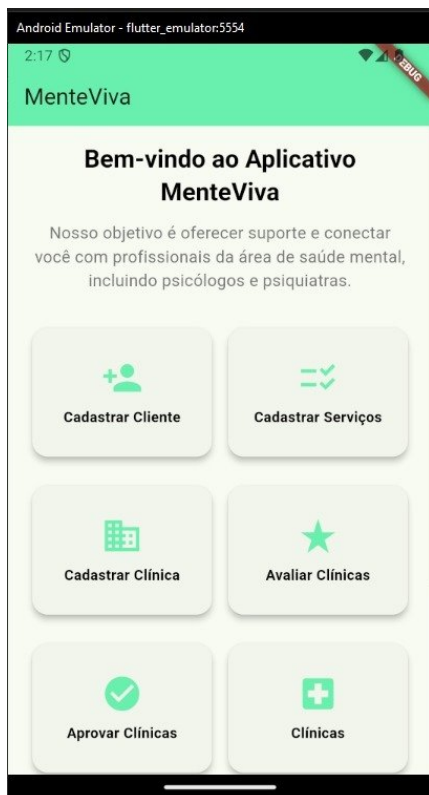 Android Emulator - flutter_emulator:5554
2:17
MenteViva
Bem-vindo ao Aplicativo
MenteViva
Nosso objetivo é oferecer suporte e conectar
você com profissionais da área de saúde mental,
incluindo psicólogos e psiquiatras.
Cadastrar Cliente
Cadastrar Serviços
Cadastrar Clínica
Avaliar Clínicas
Aprovar Clínicas
Clínicas